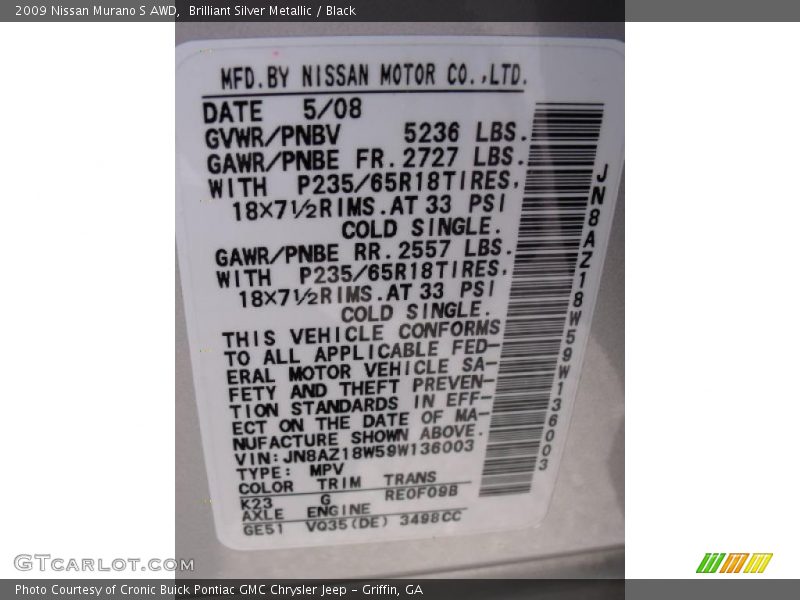 2009 Nissan Murano S AWD,  Brilliant Silver Metallic / Black
MFD.BY NISSAN MOTOR CO.,LTD.
DATE 5/08
GVWR/PNBV 5236 LBS.
GAWR/PNBE FR. 2727 LBS.
WITH P235/65R18TIRES,
18×7½RIMS.AT 33 PSI
COLD SINGLE.
GAWR/PNBE RR. 2557 LBS.
WITH P235/65R18TIRES,
18×7½RIMS.AT 33 PSI
COLD SINGLE.
THIS VEHICLE CONFORMS
TO ALL APPLICABLE FED-
ERAL MOTOR VEHICLE SA-
FETY AND THEFT PREVEN-
TION STANDARDS IN EFF-
ECT ON THE DATE OF MA-
NUFACTURE SHOWN ABOVE.
VIN:JN8AZ18W59W136003
TYPE: MPV
COLOR TRIM TRANS
K23 G RE0F09B
AXLE ENGINE
GE51 VQ35(DE) 3498CC
JN8AZ18W59W136003
GTCarLot.com
Photo Courtesy of Cronic Buick Pontiac GMC Chrysler Jeep - Griffin, GA